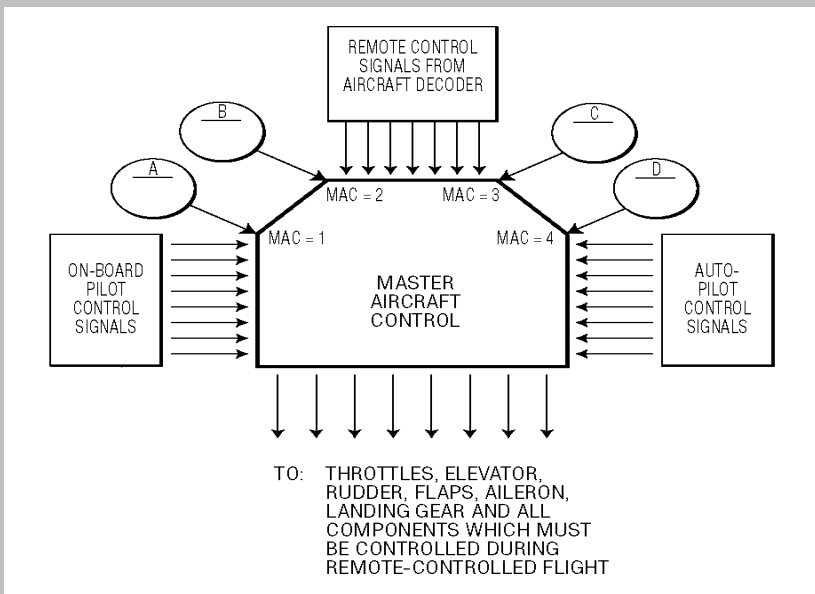 REMOTE CONTROL
SIGNALS FROM
AIRCRAFT DECODER
B
C
A
D
MAC = 2
MAC = 3
MAC = 1
MAC = 4
ON-BOARD
PILOT
CONTROL
SIGNALS
MASTER
AIRCRAFT
CONTROL
AUTO-
PILOT
CONTROL
SIGNALS
TO: THROTTLES, ELEVATOR,
RUDDER, FLAPS, AILERON,
LANDING GEAR AND ALL
COMPONENTS WHICH MUST
BE CONTROLLED DURING
REMOTE-CONTROLLED FLIGHT